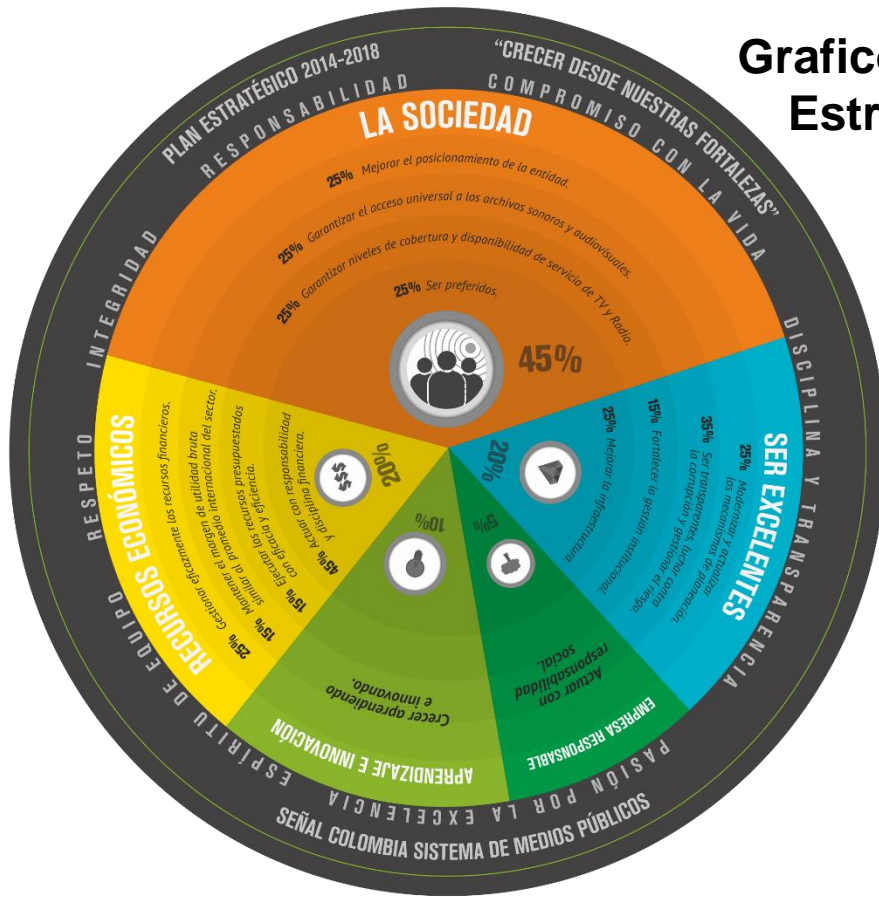 Grafico
Estr
PLAN ESTRATÉGICO 2014-2018
"CRECER DESDE NUESTRAS FORTALEZAS"
RESPONSABILIDAD
COMPROMISO CON LA VIDA
DISCIPLINA Y TRANSPARENCIA
PASIÓN POR LA EXCELENCIA
ESPÍRITU DE EQUIPO
RESPETO
INTEGRIDAD
SEÑAL COLOMBIA SISTEMA DE MEDIOS PÚBLICOS
LA SOCIEDAD
25% Mejorar el posicionamiento de la entidad.
25% Garantizar el acceso universal a los archivos sonoros y audiovisuales.
25% Garantizar niveles de cobertura y disponibilidad de servicio de TV y Radio.
25% Ser preferidos.
45%
SER EXCELENTES
25% Modernizar y actualizar
los mecanismos de planeación.
35% Ser transparentes, luchar contra
la corrupción y gestionar el riesgo.
15% Fortalecer la gestión institucional.
25% Mejorar la infraestructura.
20%
EMPRESA RESPONSABLE
Actuar con
responsabilidad
social.
5%
APRENDIZAJE E INNOVACIÓN
Crecer aprendiendo
e innovando.
10%
RECURSOS ECONÓMICOS
25% Gestionar eficazmente los recursos financieros.
15% Mantener el margen de utilidad bruta
similar al promedio internacional del sector.
15% Ejecutar los recursos presupuestados
con eficacia y eficiencia.
45% Actuar con responsabilidad
y disciplina financiera.
20%
$$$